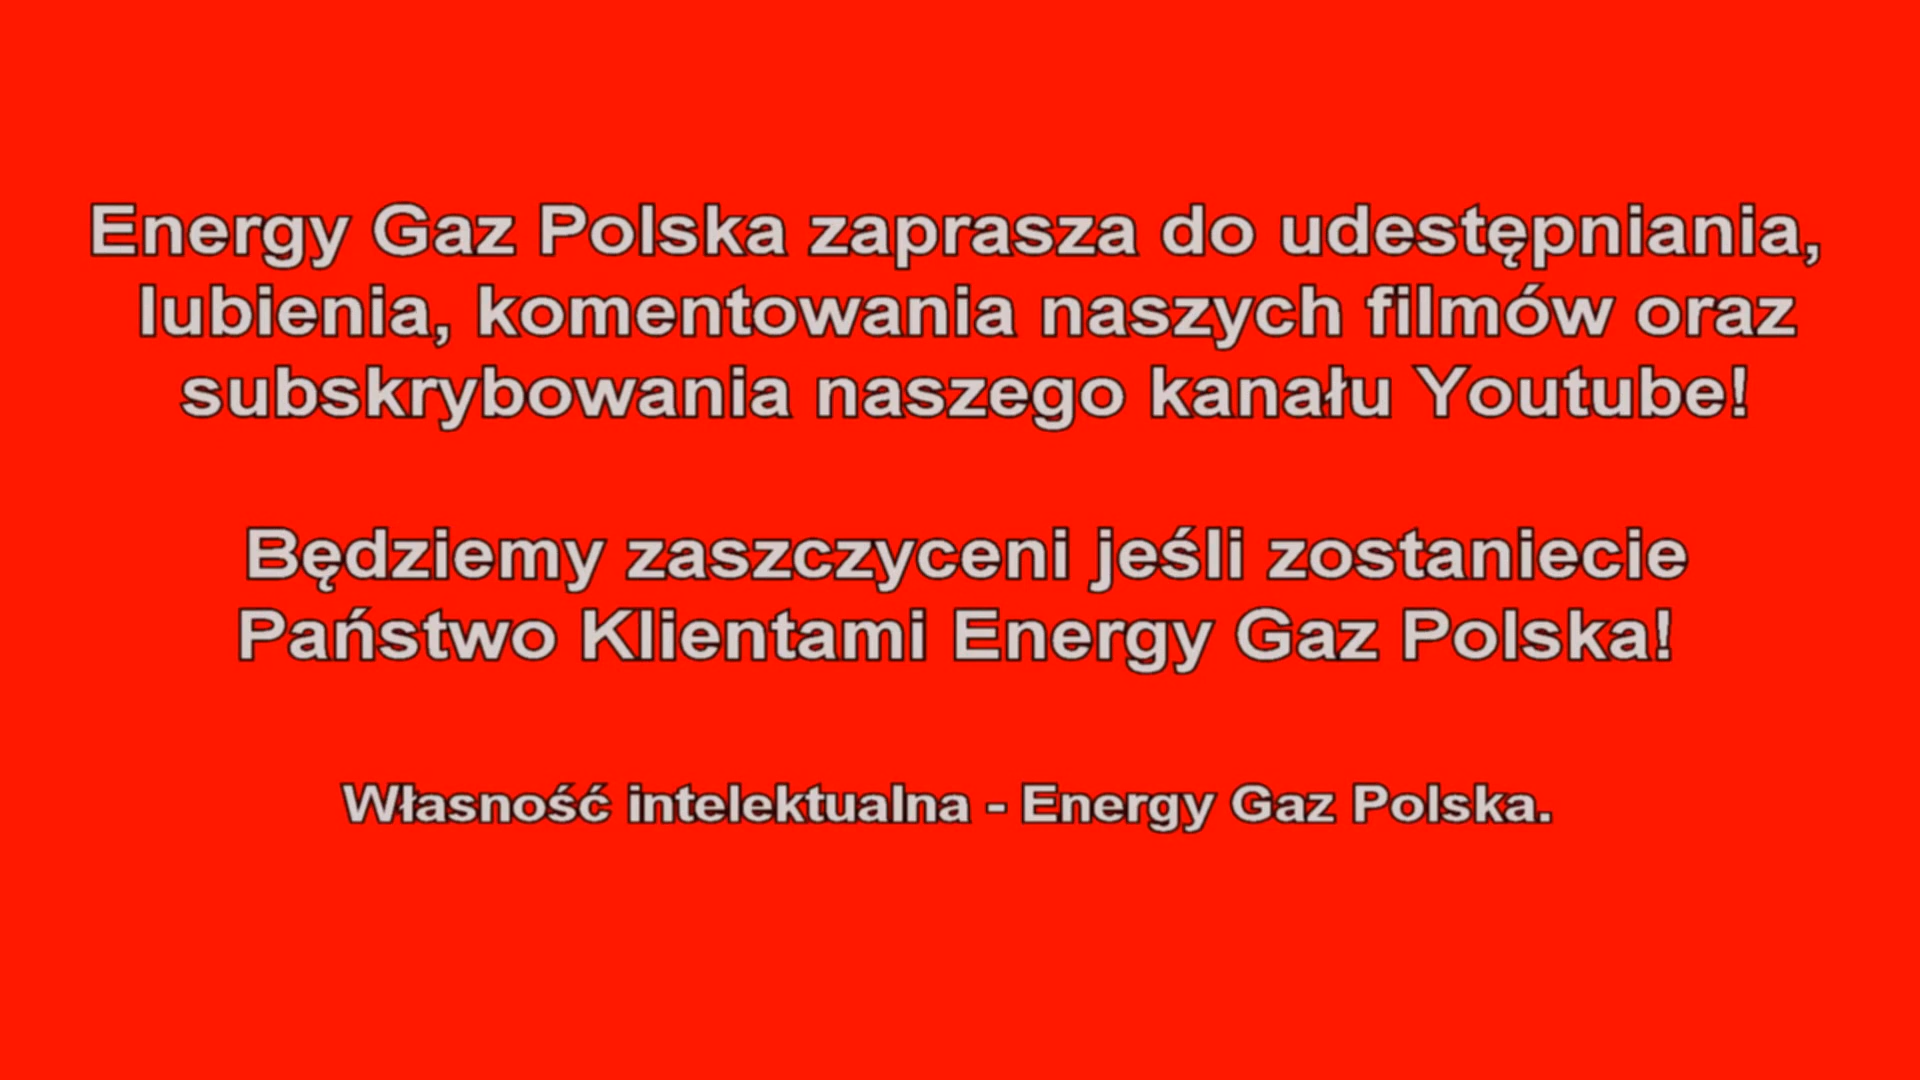 Energy Gaz Polska zaprasza do udestępniania,
lubienia, komentowania naszych filmów oraz
subskrybowania naszego kanału Youtube!
Będziemy zaszczyceni jeśli zostaniecie
Państwo Klientami Energy Gaz Polska!
Własność intelektualna - Energy Gaz Polska.